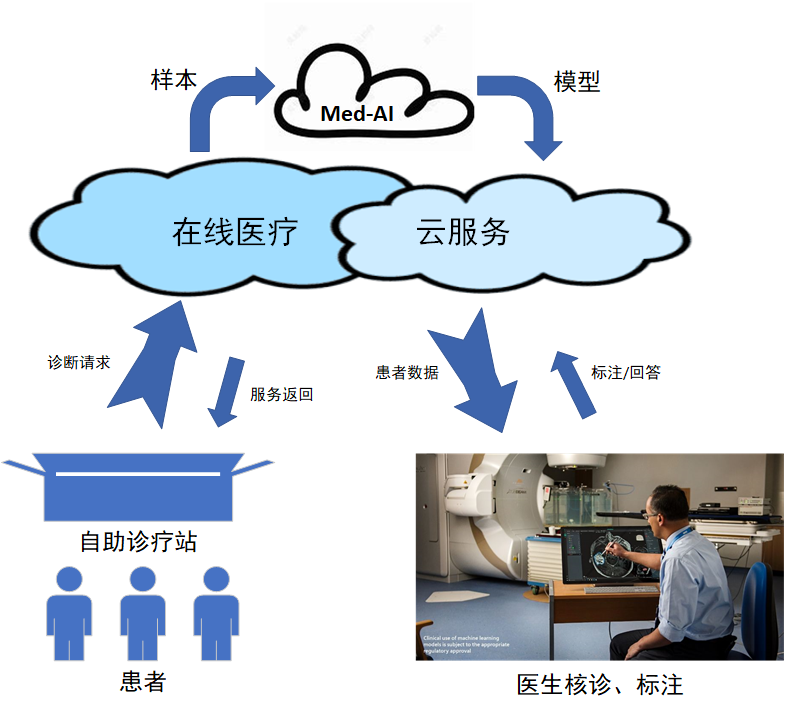 样本
模型
Med-AI
在线医疗
云服务
诊断请求
服务返回
患者数据
标注/回答
自助诊疗站
患者
Clinical use of machine learning
models is subject to the appropriate
regulatory approval
医生核诊、标注